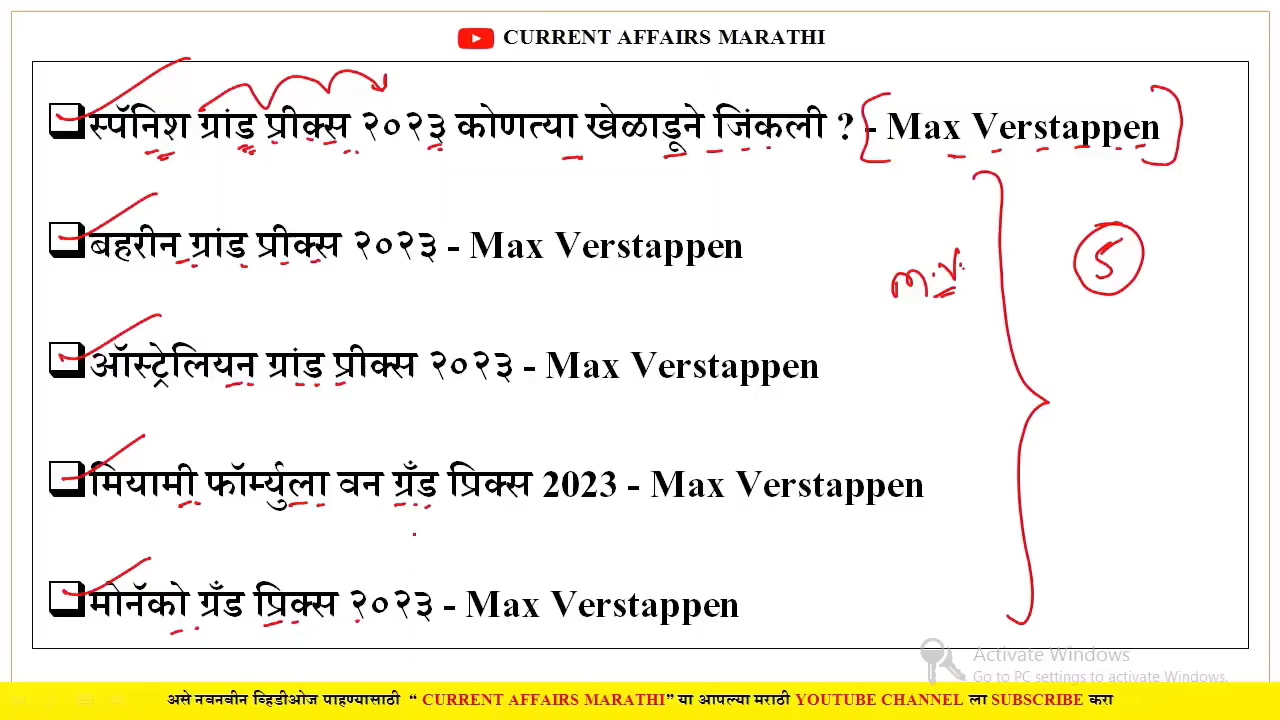 CURRENT AFFAIRS MARATHI
स्पॅनिश ग्रांड प्रीक्स २०२३ कोणत्या खेळाडूने जिंकली ? - Max Verstappen
बहरीन ग्रांड प्रीक्स २०२३ - Max Verstappen
M.V.
5
ऑस्ट्रेलियन ग्रांड प्रीक्स २०२३ - Max Verstappen
मियामी फॉर्म्युला वन ग्रँड प्रिक्स 2023 - Max Verstappen
मोनॅको ग्रँड प्रिक्स २०२३ - Max Verstappen
Activate Windows
Go to PC settings to activate Windows.
असे नवनवीन व्हिडीओज पाहण्यासाठी “ CURRENT AFFAIRS MARATHI” या आपल्या मराठी YOUTUBE CHANNEL ला SUBSCRIBE करा